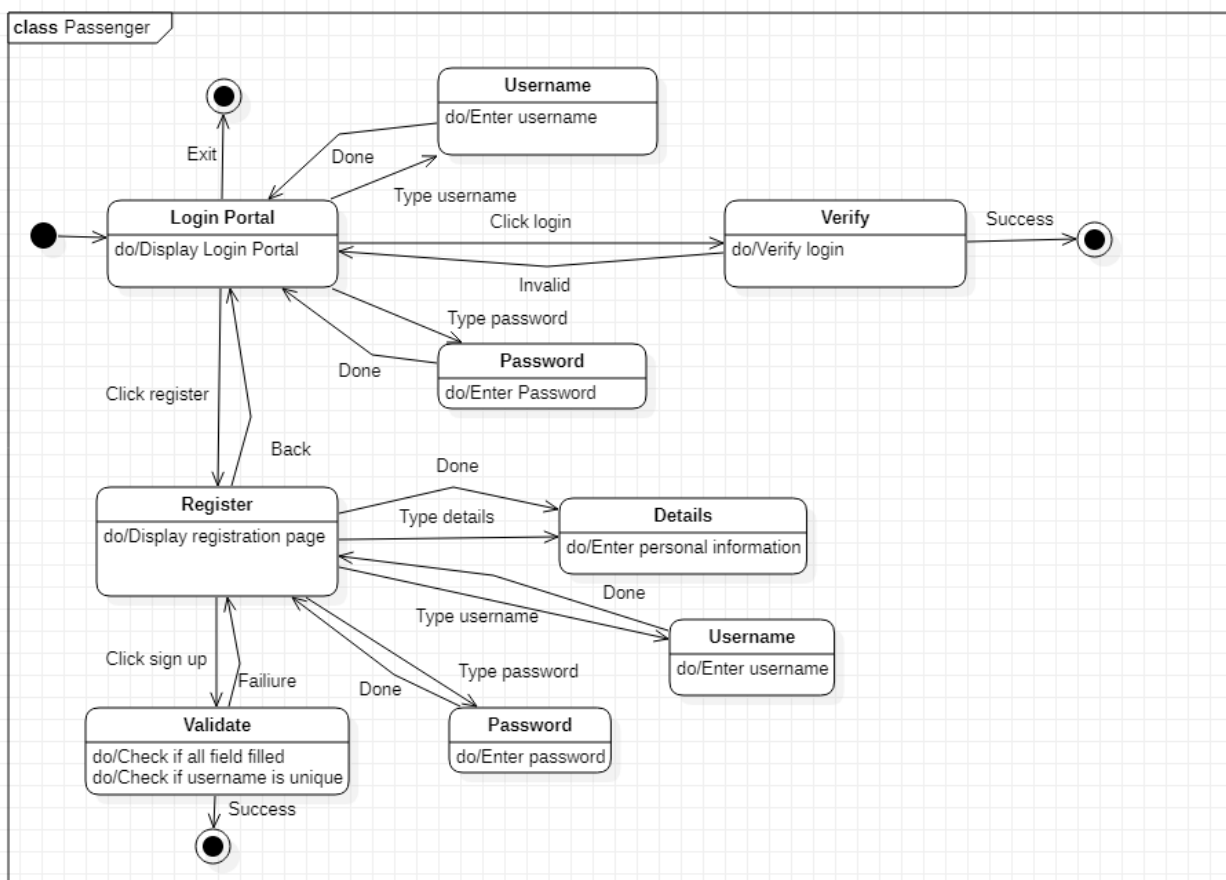 class Passenger
Username
do/Enter username
Exit
Done
Type username
Login Portal
do/Display Login Portal
Click login
Verify
do/Verify login
Success
Invalid
Type password
Done
Password
do/Enter Password
Click register
Back
Done
Register
do/Display registration page
Type details
Details
do/Enter personal information
Done
Type username
Username
do/Enter username
Click sign up
Failiure
Type password
Done
Validate
do/Check if all field filled
do/Check if username is unique
Password
do/Enter password
Success